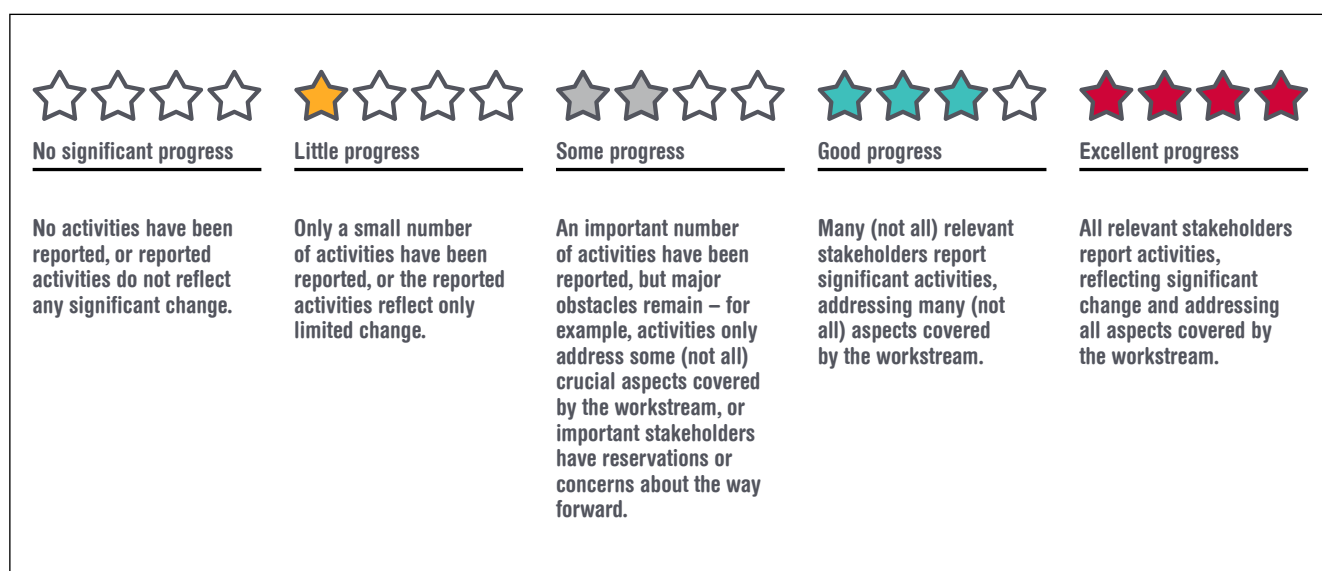 No significant progress
No activities have been
reported, or reported
activities do not reflect
any significant change.
Little progress
Only a small number
of activities have been
reported, or the reported
activities reflect only
limited change.
Some progress
An important number
of activities have been
reported, but major
obstacles remain – for
example, activities only
address some (not all)
crucial aspects covered
by the workstream, or
important stakeholders
have reservations or
concerns about the way
forward.
Good progress
Many (not all) relevant
stakeholders report
significant activities,
addressing many (not
all) aspects covered
by the workstream.
Excellent progress
All relevant stakeholders
report activities,
reflecting significant
change and addressing
all aspects covered by
the workstream.